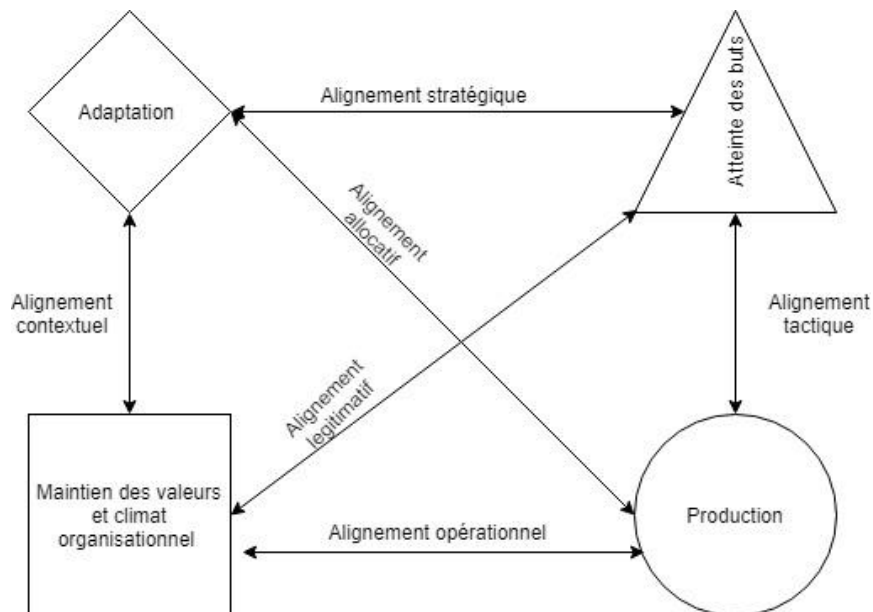 Adaptation
Alignement stratégique
Atteinte des buts
Alignement
allocatif
Alignement
contextuel
Alignement
tactique
Alignement
legitimatif
Maintien des valeurs
et climat
organisationnel
Alignement opérationnel
Production